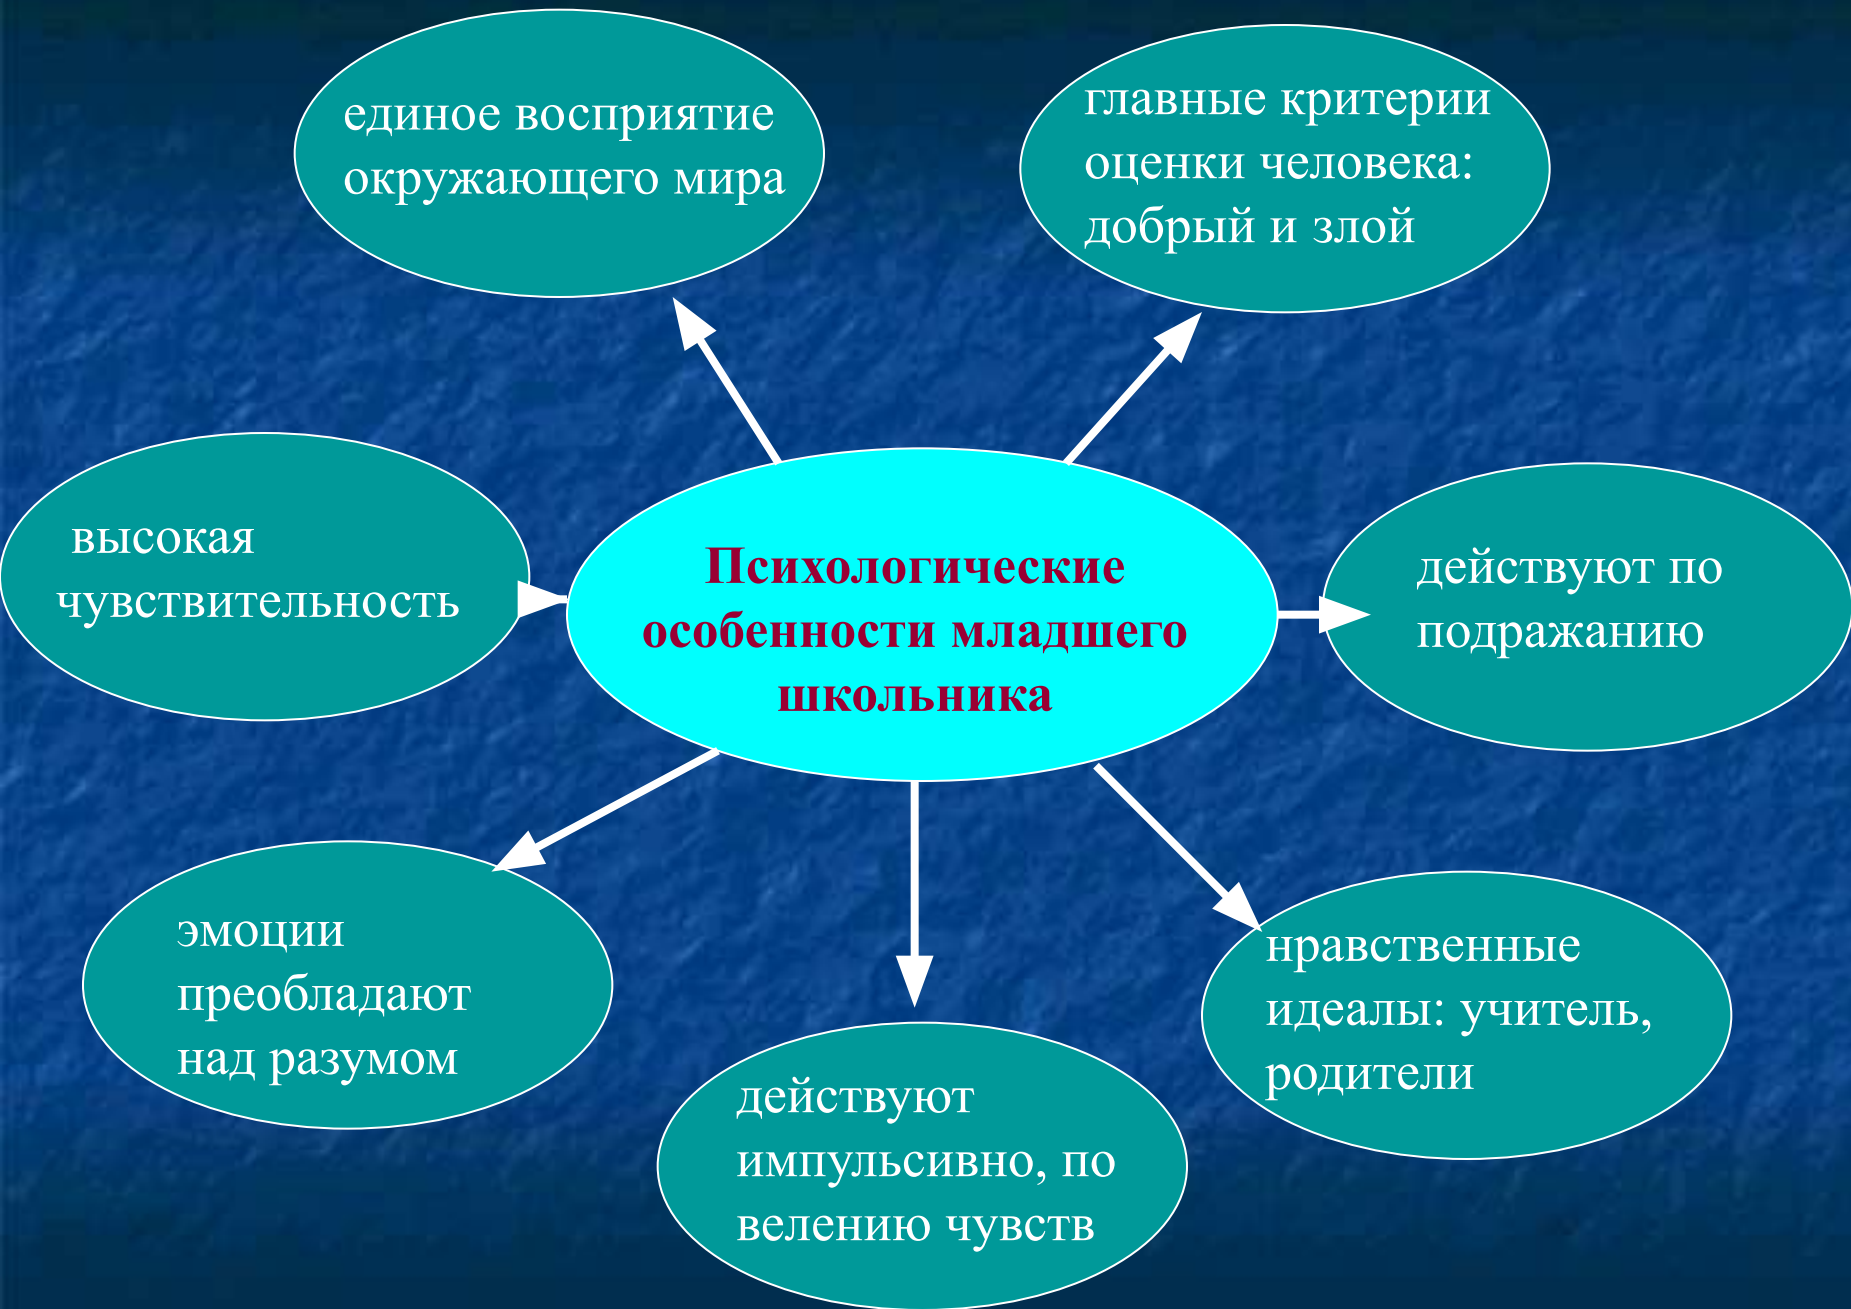 единое восприятие
окружающего мира
главные критерии
оценки человека:
добрый и злой
высокая
чувствительность
Психологические
особенности младшего
школьника
действуют по
подражанию
эмоции
преобладают
над разумом
действуют
импульсивно, по
велению чувств
нравственные
идеалы: учитель,
родители